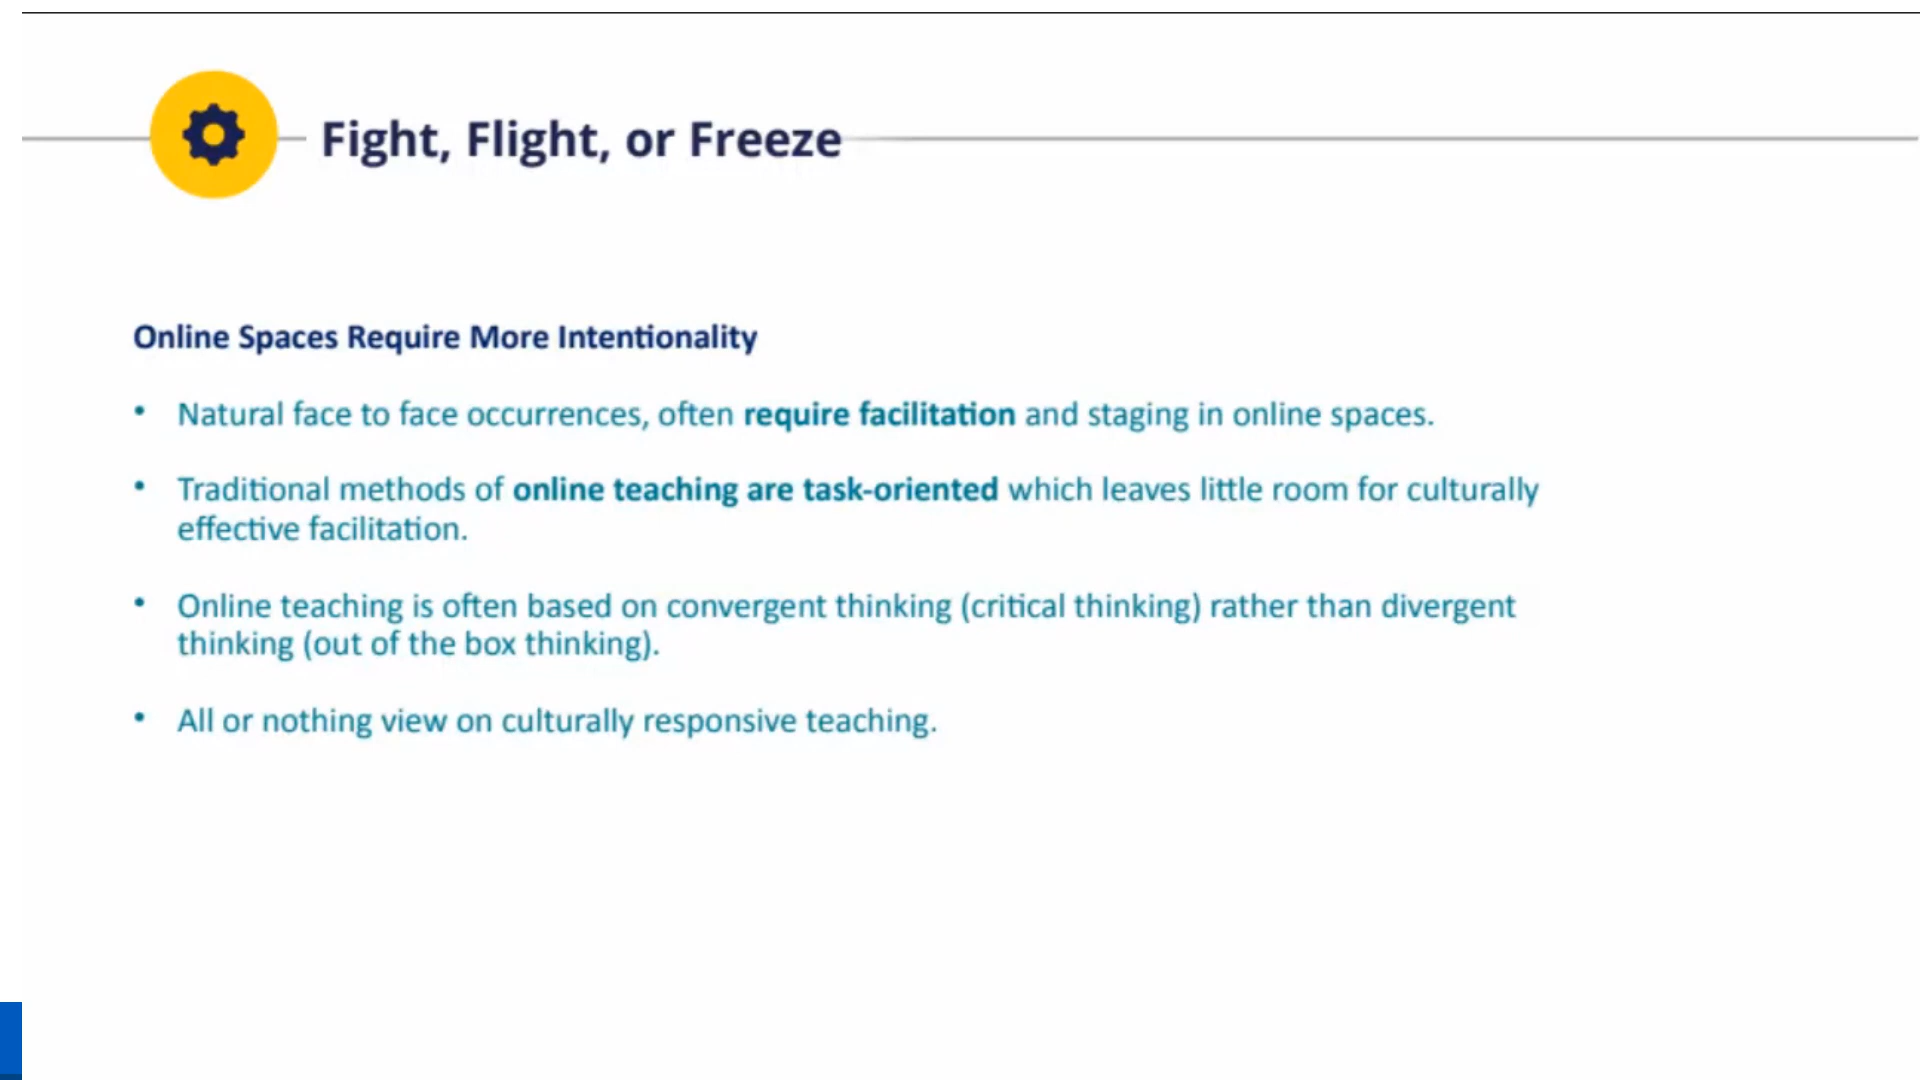 Fight, Flight, or Freeze
Online Spaces Require More Intentionality
• Natural face to face occurrences, often require facilitation and staging in online spaces.
• Traditional methods of online teaching are task-oriented which leaves little room for culturally
effective facilitation.
• Online teaching is often based on convergent thinking (critical thinking) rather than divergent
thinking (out of the box thinking).
• All or nothing view on culturally responsive teaching.